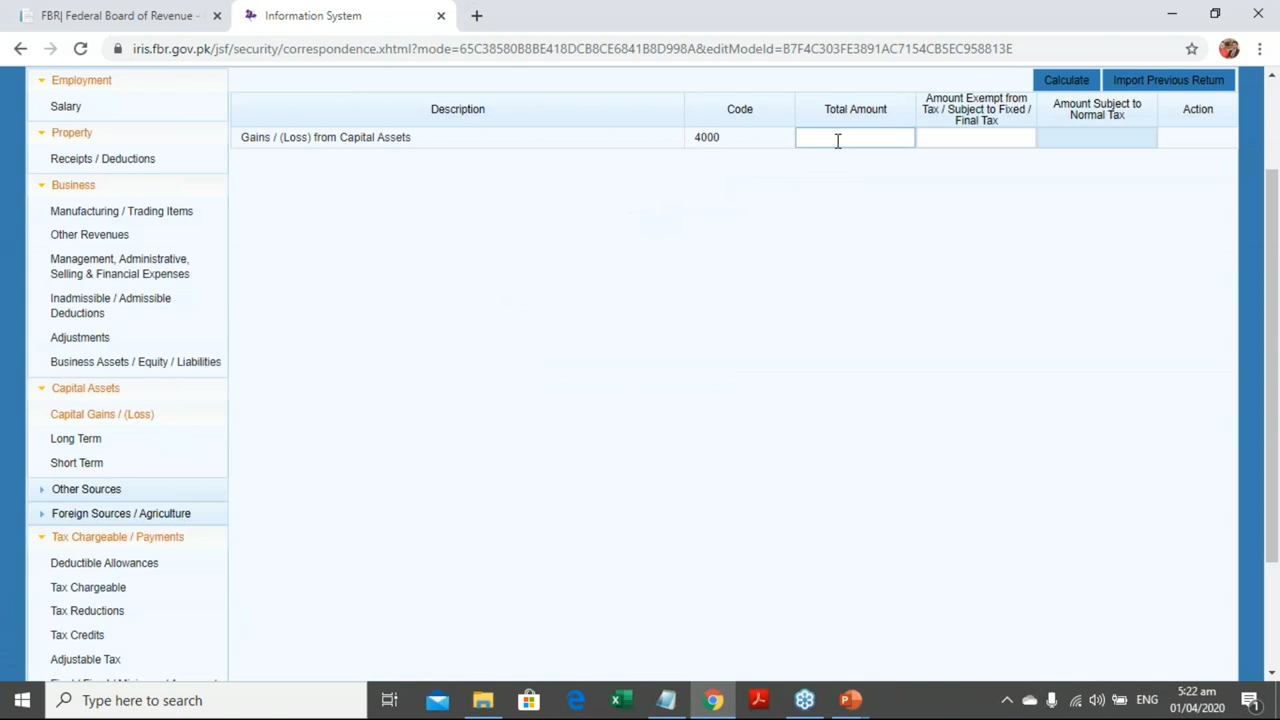 FBR| Federal Board of Revenue -
Information System
iris.fbr.gov.pk/jsf/security/correspondence.xhtml?mode=65C38580B8BE418DCB8CE6841B8D998A&editModeId=B7F4C303FE3891AC7154CB5EC958813E
Employment
Salary
Property
Receipts / Deductions
Business
Manufacturing / Trading Items
Other Revenues
Management, Administrative,
Selling & Financial Expenses
Inadmissible / Admissible
Deductions
Adjustments
Business Assets / Equity / Liabilities
Capital Assets
Capital Gains / (Loss)
Long Term
Short Term
Other Sources
Foreign Sources / Agriculture
Tax Chargeable / Payments
Deductible Allowances
Tax Chargeable
Tax Reductions
Tax Credits
Adjustable Tax
Calculate Import Previous Return
Description Code Total Amount Amount Exempt from
Tax / Subject to Fixed /
Final Tax Amount Subject to
Normal Tax Action
Gains / (Loss) from Capital Assets 4000
Type here to search
ENG
5:22 am
01/04/2020
1